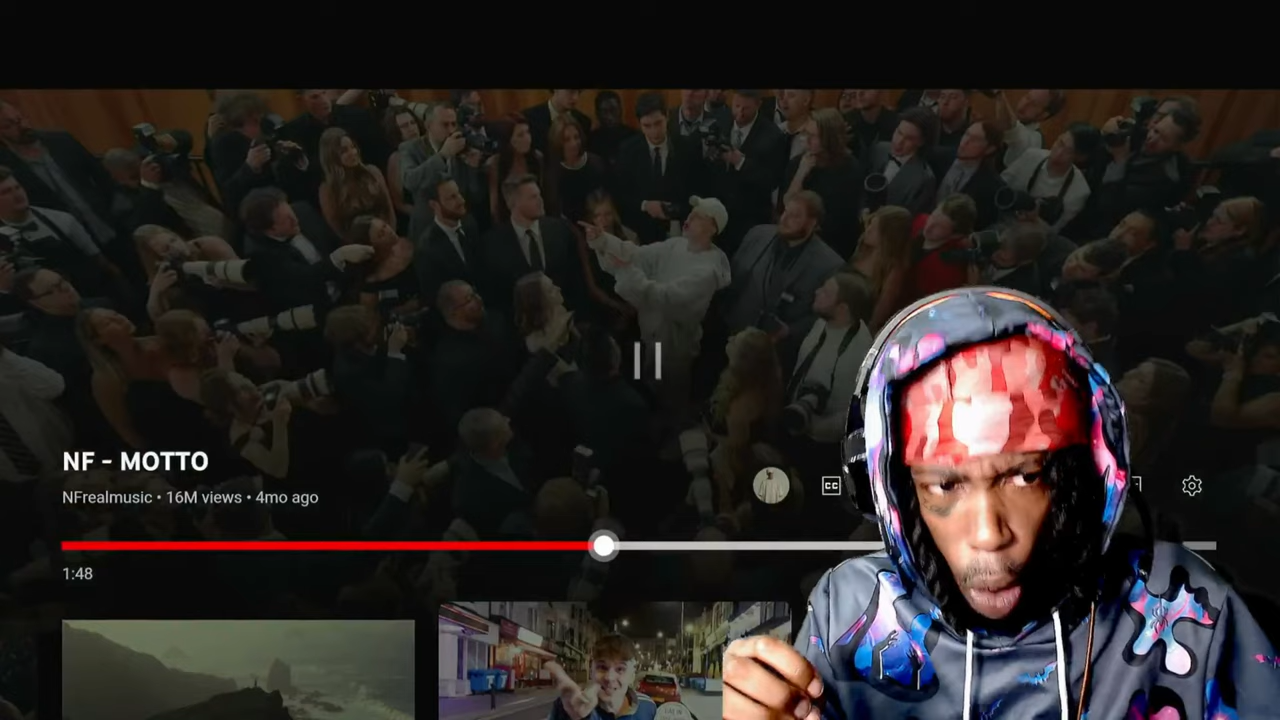 NF - MOTTO
NFrealmusic • 16M views • 4mo ago
CC
1:48